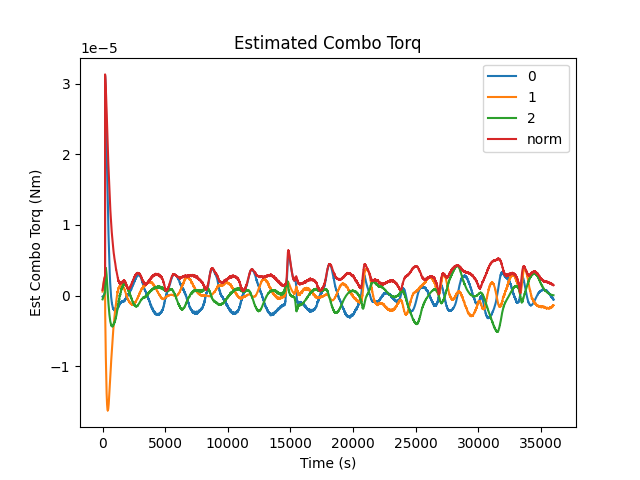 Estimated Combo Torq
1e−5
3
2
1
0
−1
Est Combo Torq (Nm)
0
1
2
norm
0 5000 10000 15000 20000 25000 30000 35000
Time (s)